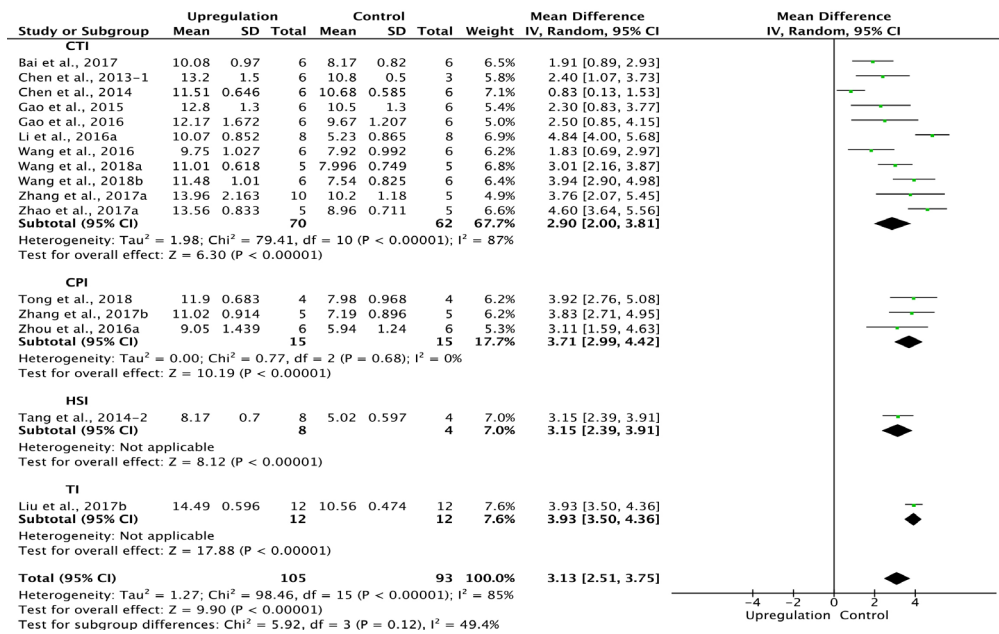 Upregulation Control Mean Difference Mean Difference
Study or Subgroup Mean SD Total Mean SD Total Weight IV, Random, 95% CI IV, Random, 95% CI
CTI
Bai et al., 2017 10.08 0.97 6 8.17 0.82 6 6.5% 1.91 [0.89, 2.93]
Chen et al., 2013-1 13.2 1.5 6 10.8 0.5 3 5.8% 2.40 [1.07, 3.73]
Chen et al., 2014 11.51 0.646 6 10.68 0.585 6 7.1% 0.83 [0.13, 1.53]
Gao et al., 2015 12.8 1.3 6 10.5 1.3 6 5.4% 2.30 [0.83, 3.77]
Gao et al., 2016 12.17 1.672 6 9.67 1.207 6 5.0% 2.50 [0.85, 4.15]
Li et al., 2016a 10.07 0.852 8 5.23 0.865 8 6.9% 4.84 [4.00, 5.68]
Wang et al., 2016 9.75 1.027 6 7.92 0.992 6 6.2% 1.83 [0.69, 2.97]
Wang et al., 2018a 11.01 0.618 5 7.996 0.749 5 6.8% 3.01 [2.16, 3.87]
Wang et al., 2018b 11.48 1.01 6 7.54 0.825 6 6.4% 3.94 [2.90, 4.98]
Zhang et al., 2017a 13.96 2.163 10 10.2 1.18 5 4.9% 3.76 [2.07, 5.45]
Zhao et al., 2017a 13.56 0.833 5 8.96 0.711 5 6.6% 4.60 [3.64, 5.56]
Subtotal (95% CI) 70 62 67.7% 2.90 [2.00, 3.81]
Heterogeneity: Tau² = 1.98; Chi² = 79.41, df = 10 (P < 0.00001); I² = 87%
Test for overall effect: Z = 6.30 (P < 0.00001)
CPI
Tong et al., 2018 11.9 0.683 4 7.98 0.968 4 6.2% 3.92 [2.76, 5.08]
Zhang et al., 2017b 11.02 0.914 5 7.19 0.896 5 6.2% 3.83 [2.71, 4.95]
Zhou et al., 2016a 9.05 1.439 6 5.94 1.24 6 5.3% 3.11 [1.59, 4.63]
Subtotal (95% CI) 15 15 17.7% 3.71 [2.99, 4.42]
Heterogeneity: Tau² = 0.00; Chi² = 0.77, df = 2 (P = 0.68); I² = 0%
Test for overall effect: Z = 10.19 (P < 0.00001)
HSI
Tang et al., 2014-2 8.17 0.7 8 5.02 0.597 4 7.0% 3.15 [2.39, 3.91]
Subtotal (95% CI) 8 4 7.0% 3.15 [2.39, 3.91]
Heterogeneity: Not applicable
Test for overall effect: Z = 8.12 (P < 0.00001)
TI
Liu et al., 2017b 14.49 0.596 12 10.56 0.474 12 7.6% 3.93 [3.50, 4.36]
Subtotal (95% CI) 12 12 7.6% 3.93 [3.50, 4.36]
Heterogeneity: Not applicable
Test for overall effect: Z = 17.88 (P < 0.00001)
Total (95% CI) 105 93 100.0% 3.13 [2.51, 3.75]
Heterogeneity: Tau² = 1.27; Chi² = 98.46, df = 15 (P < 0.00001); I² = 85%
Test for overall effect: Z = 9.90 (P < 0.00001)
Test for subgroup differences: Chi² = 5.92, df = 3 (P = 0.12), I² = 49.4%
-4 -2 0 2 4
Upregulation Control